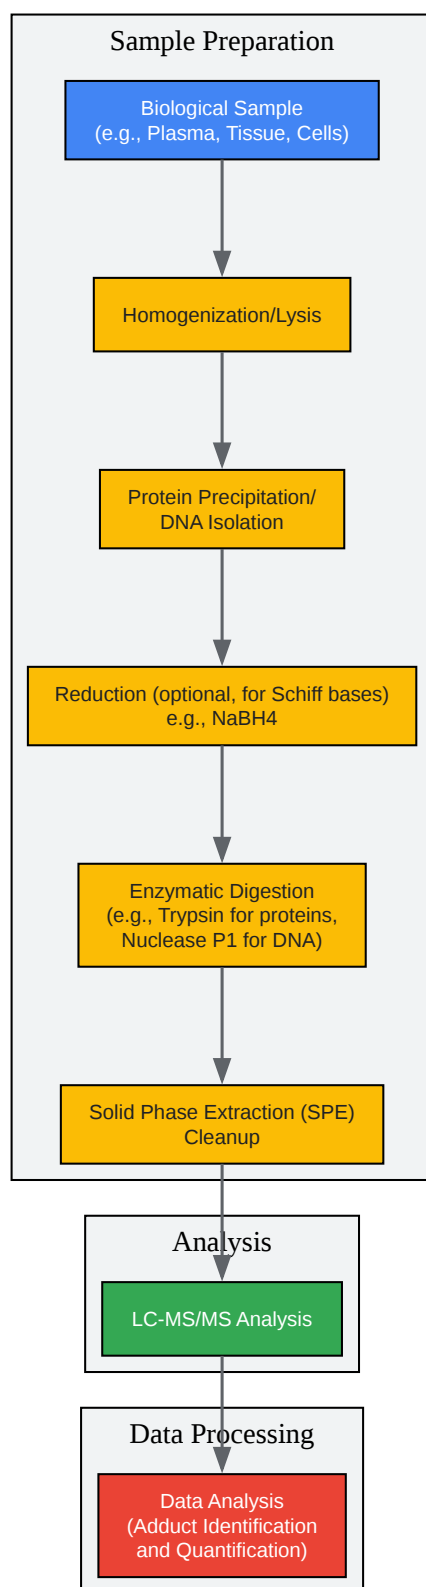 Sample Preparation
Biological Sample
(e.g., Plasma, Tissue, Cells)
Homogenization/Lysis
Protein Precipitation/
DNA Isolation
Reduction (optional, for Schiff bases)
e.g., NaBH4
Enzymatic Digestion
(e.g., Trypsin for proteins,
Nuclease P1 for DNA)
Solid Phase Extraction (SPE)
Cleanup
Analysis
LC-MS/MS Analysis
Data Processing
Data Analysis
(Adduct Identification
and Quantification)